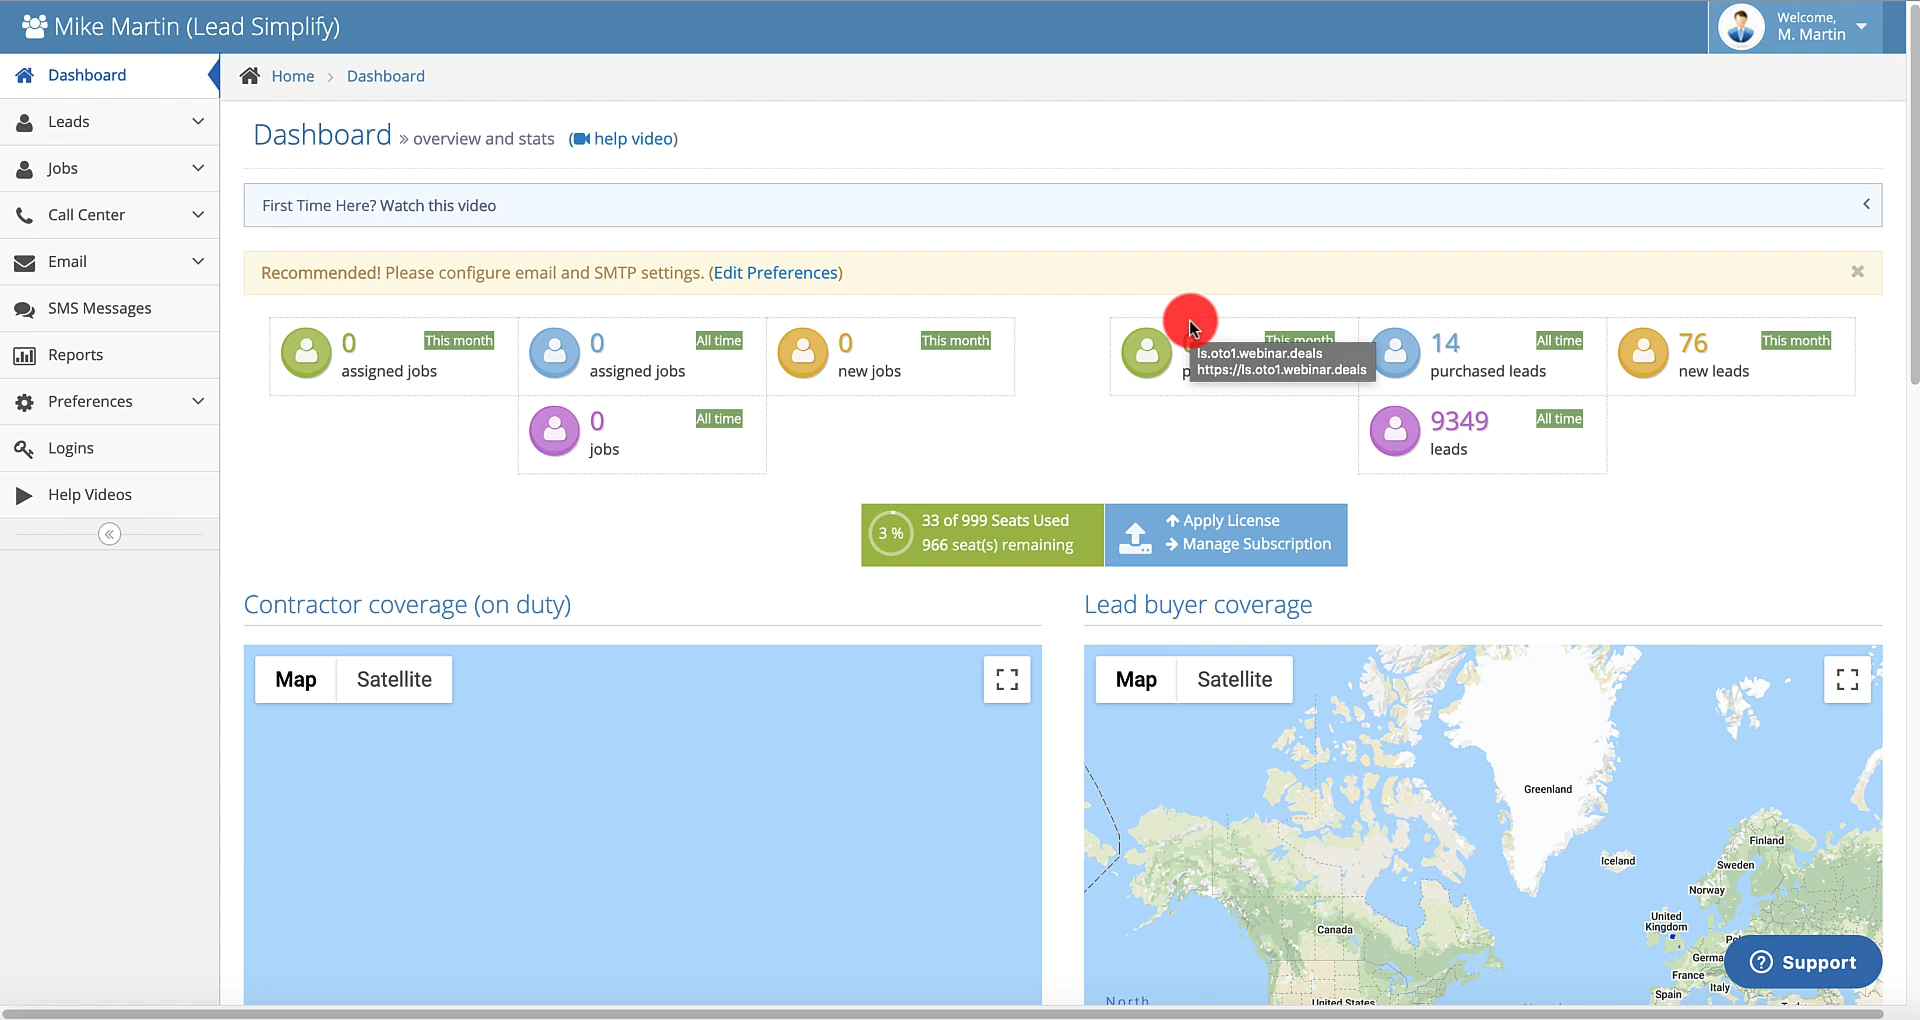 Mike Martin (Lead Simplify)
Welcome,
M. Martin
Dashboard
Leads
Jobs
Call Center
Email
SMS Messages
Reports
Preferences
Logins
Help Videos
Home
Dashboard
Dashboard » overview and stats ( help video)
First Time Here? Watch this video
Recommended! Please configure email and SMTP settings. (Edit Preferences)
0 This month
assigned jobs
0 All time
assigned jobs
0 This month
new jobs
0 All time
jobs
This month
ls.oto1.webinar.deals
https://ls.oto1.webinar.deals
14 All time
purchased leads
76 This month
new leads
9349 All time
leads
3 %
33 of 999 Seats Used
966 seat(s) remaining
Apply License
Manage Subscription
Contractor coverage (on duty)
Map Satellite
Lead buyer coverage
Map Satellite
Greenland
Finland
Iceland
Sweden
Norway
United
Kingdom
Canada
France
Spain
Italy
North
United States
Support